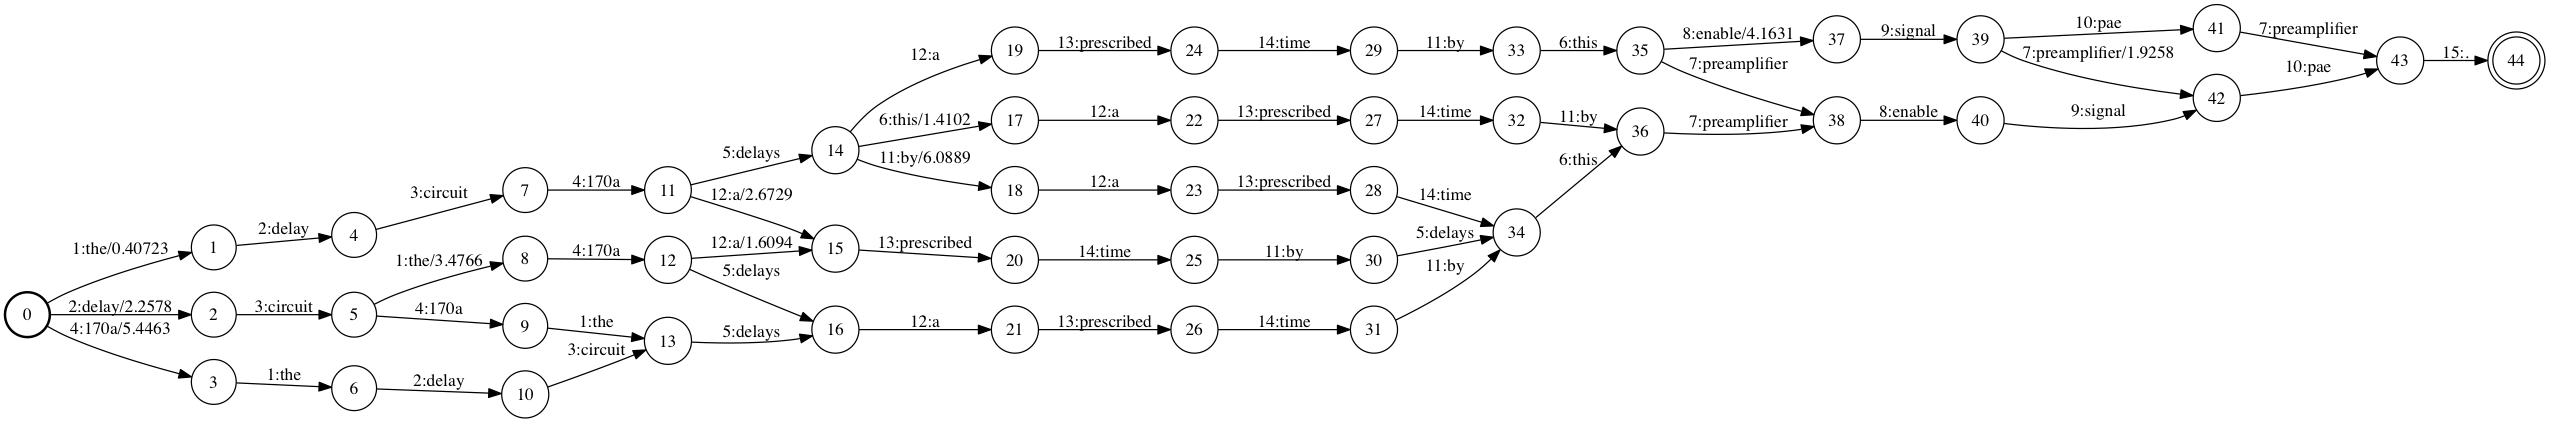 41
10:pae
7:preamplifier
19
13:prescribed
24
14:time
29
11:by
33
6:this
35
8:enable/4.1631
37
9:signal
39
7:preamplifier/1.9258
12:a
7:preamplifier
43
15:.
44
10:pae
42
6:this/1.4102
17
12:a
22
13:prescribed
27
14:time
32
11:by
36
7:preamplifier
38
8:enable
40
9:signal
14
5:delays
11:by/6.0889
18
12:a
23
13:prescribed
28
14:time
6:this
3:circuit
7
4:170a
11
12:a/2.6729
1:the/0.40723
1
2:delay
4
1:the/3.4766
8
4:170a
12
12:a/1.6094
15
13:prescribed
20
14:time
25
11:by
30
5:delays
34
5:delays
11:by
0
2:delay/2.2578
2
3:circuit
5
4:170a
9
1:the
13
5:delays
16
12:a
21
13:prescribed
26
14:time
31
4:170a/5.4463
3
1:the
6
2:delay
10
3:circuit